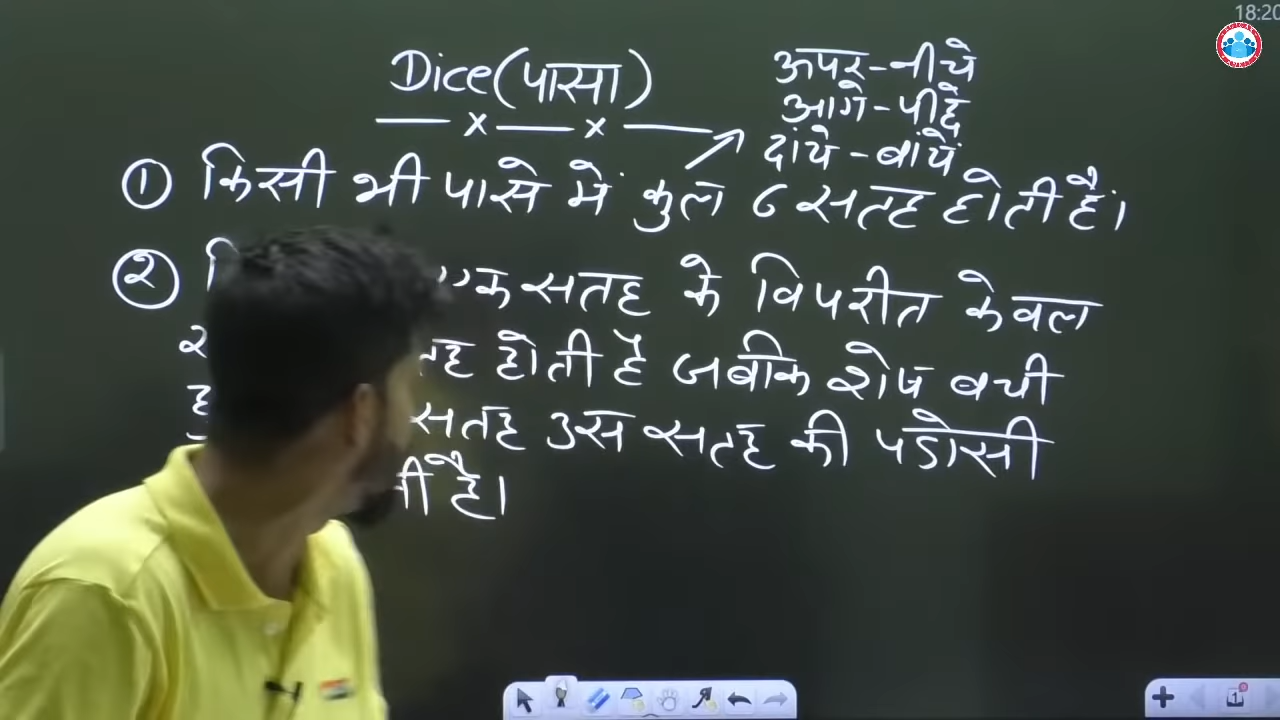 18:20
Dice(पासा)
ऊपर-नीचे
आगे-पीछे
दांये-बांयें
① किसी भी पासे में कुल 6 सतह होती हैं।
② एक सतह के विपरीत केवल
होती है जबकि शेष बची
सतह उस सतह की पडोसी
है।
1